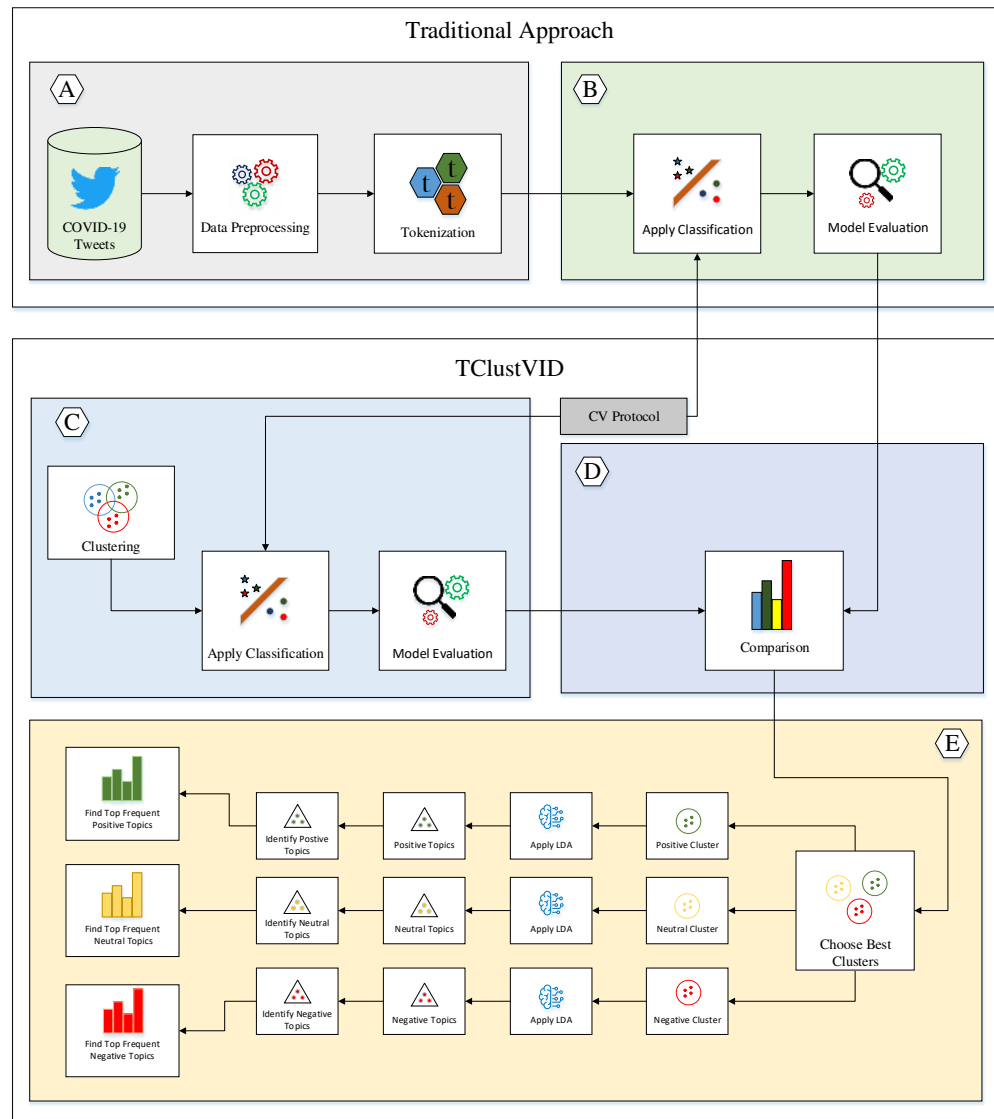 Traditional Approach
A
COVID-19
Tweets
Data Preprocessing
t
t
t
Tokenization
B
Apply Classification
Model Evaluation
TClustVID
C
CV Protocol
Clustering
Apply Classification
Model Evaluation
D
Comparison
E
Find Top Frequent
Positive Topics
Identify Postive
Topics
Positive Topics
Apply LDA
Positive Cluster
Find Top Frequent
Neutral Topics
Identify Neutral
Topics
Neutral Topics
Apply LDA
Neutral Cluster
Choose Best
Clusters
Find Top Frequent
Negative Topics
Identify Negative
Topics
Negative Topics
Apply LDA
Negative Cluster